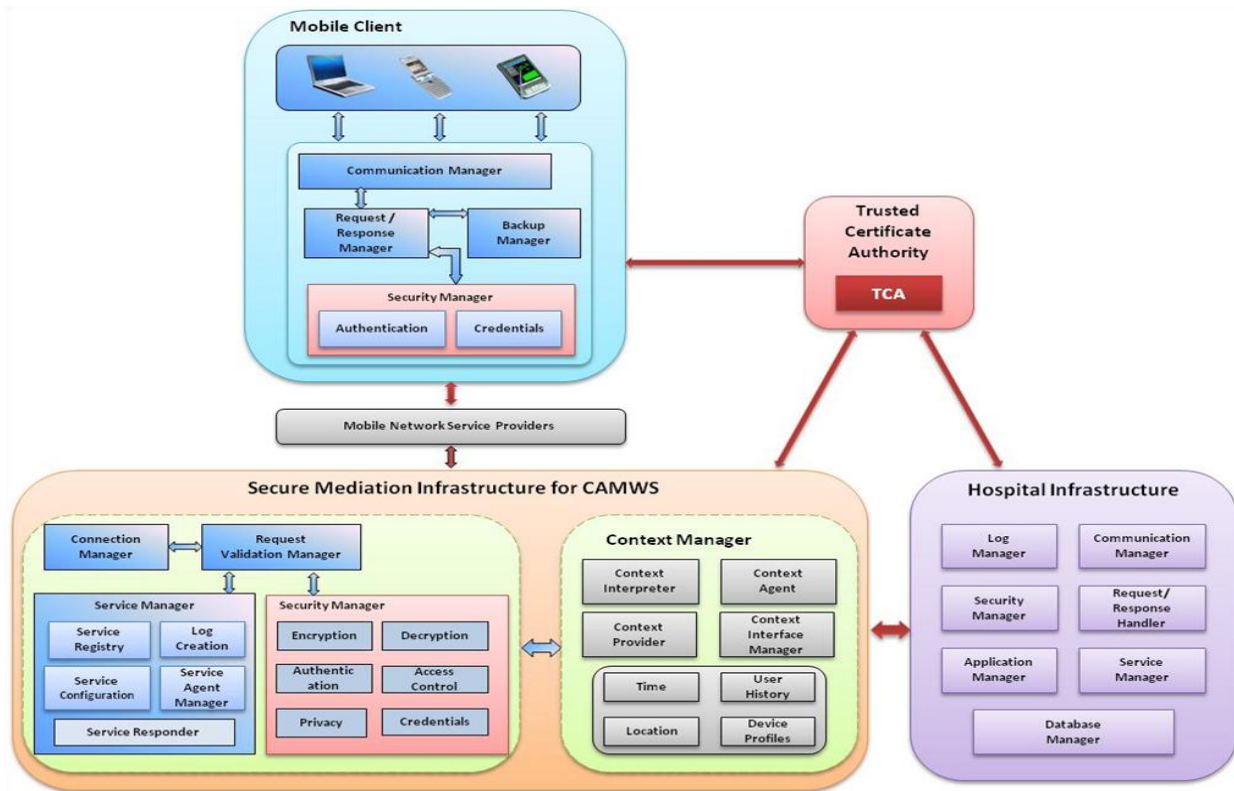 Mobile Client
Communication Manager
Request /
Response
Manager
Backup
Manager
Security Manager
Authentication
Credentials
Trusted
Certificate
Authority
TCA
Mobile Network Service Providers
Secure Mediation Infrastructure for CAMWS
Connection
Manager
Request
Validation Manager
Service Manager
Service
Registry
Log
Creation
Service
Configuration
Service
Agent
Manager
Service Responder
Security Manager
Encryption
Decryption
Authentic
ation
Access
Control
Privacy
Credentials
Context Manager
Context
Interpreter
Context
Agent
Context
Provider
Context
Interface
Manager
Time
User
History
Location
Device
Profiles
Hospital Infrastructure
Log
Manager
Communication
Manager
Security
Manager
Request/
Response
Handler
Application
Manager
Service
Manager
Database
Manager